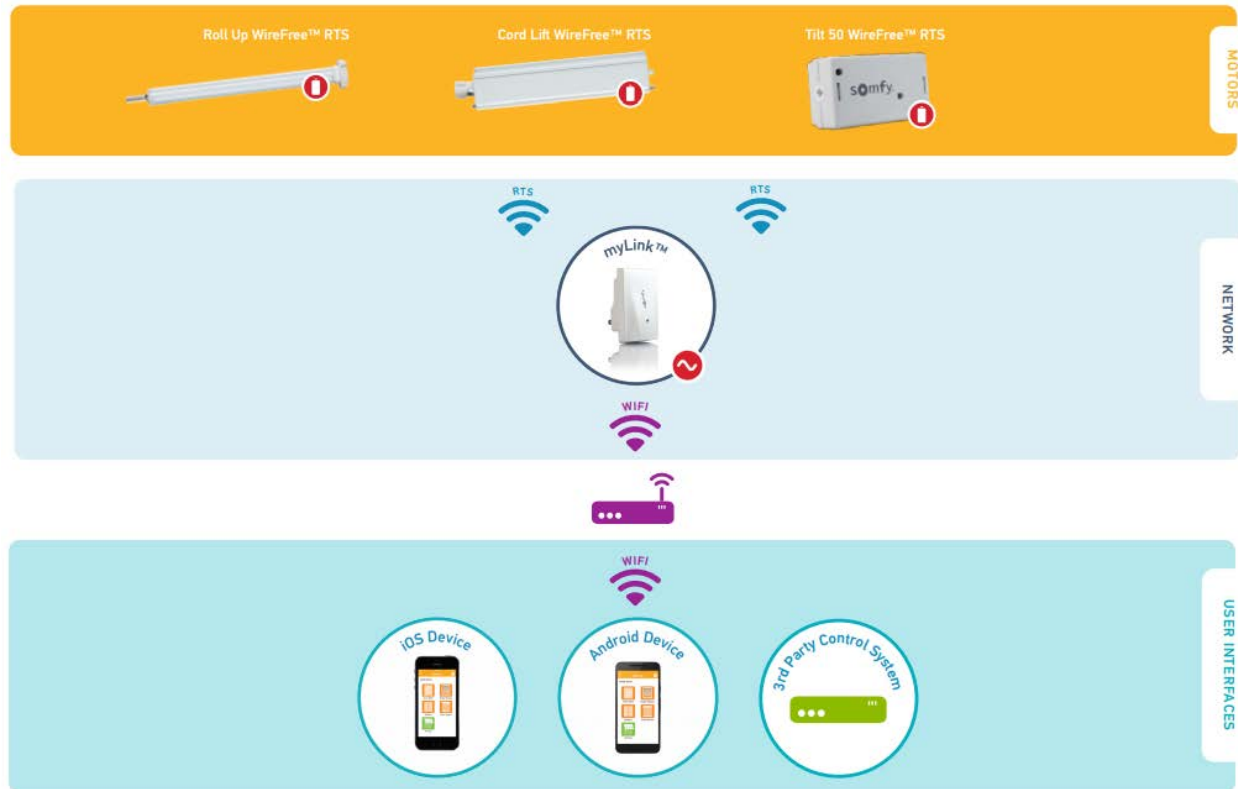 Roll Up WireFree™ RTS
Cord Lift WireFree™ RTS
Tilt 50 WireFree™ RTS
somfy.
MOTORS
RTS
RTS
myLink™
NETWORK
WIFI
WIFI
iOS Device
Android Device
3rd Party Control System
USER INTERFACES